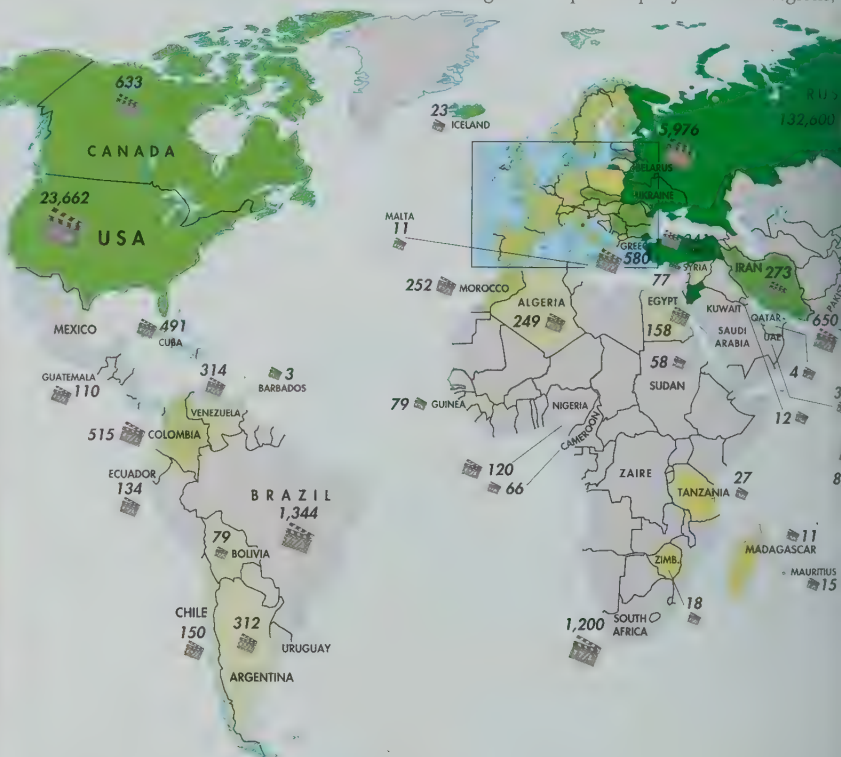 633
RUS
132,600
23
ICELAND
5,976
CANADA
BELARUS
UKRAINE
23,662
USA
MALTA
11
GREE
580
77
SYRIA
IRAN 273
252 MOROCCO
ALGERIA
249
EGYPT
158
KUWAIT
QATAR
UAE
SAUDI
ARABIA
PAKIS
650
MEXICO
491
CUBA
314
3
BARBADOS
58
SUDAN
4
12
GUATEMALA
110
VENEZUELA
79 GUINEA
NIGERIA
CAMEROON
515 COLOMBIA
120
66
ECUADOR
134
ZAIRE
TANZANIA
27
BRAZIL
1,344
79
BOLIVIA
11
MADAGASCAR
ZIMB.
MAURITIUS
15
18
CHILE
150
312
URUGUAY
1,200
SOUTH
AFRICA
ARGENTINA